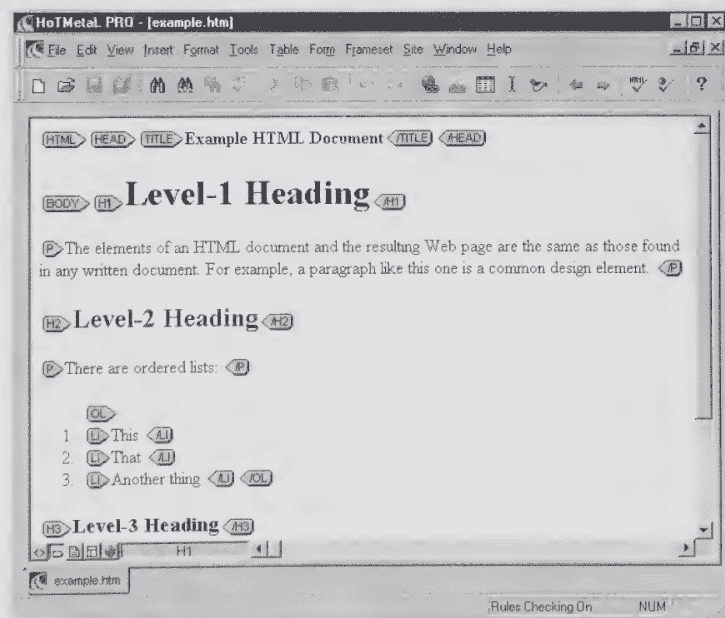 HoTMetaL PRO - [example.htm]
File Edit View Insert Format Tools Table Form Frameset Site Window Help
HTML HEAD TITLE Example HTML Document /TITLE /HEAD
BODY H1 Level-1 Heading /H1
P The elements of an HTML document and the resulting Web page are the same as those found
in any written document. For example, a paragraph like this one is a common design element. /P
H2 Level-2 Heading /H2
P There are ordered lists: /P
OL
1 LI This /LI
2. LI That /LI
3. LI Another thing /LI /OL
H3 Level-3 Heading /H3
H1
example.htm
Rules Checking On NUM